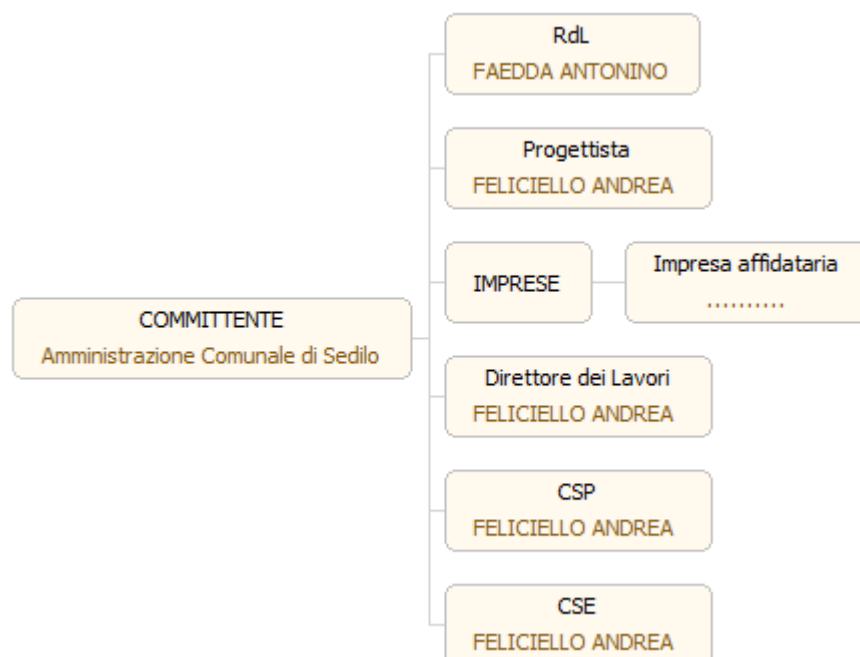 RdL
FAEDDA ANTONINO
Progettista
FELICIELLO ANDREA
IMPRESE
Impresa affidataria
..........
COMMITTENTE
Amministrazione Comunale di Sedilo
Direttore dei Lavori
FELICIELLO ANDREA
CSP
FELICIELLO ANDREA
CSE
FELICIELLO ANDREA